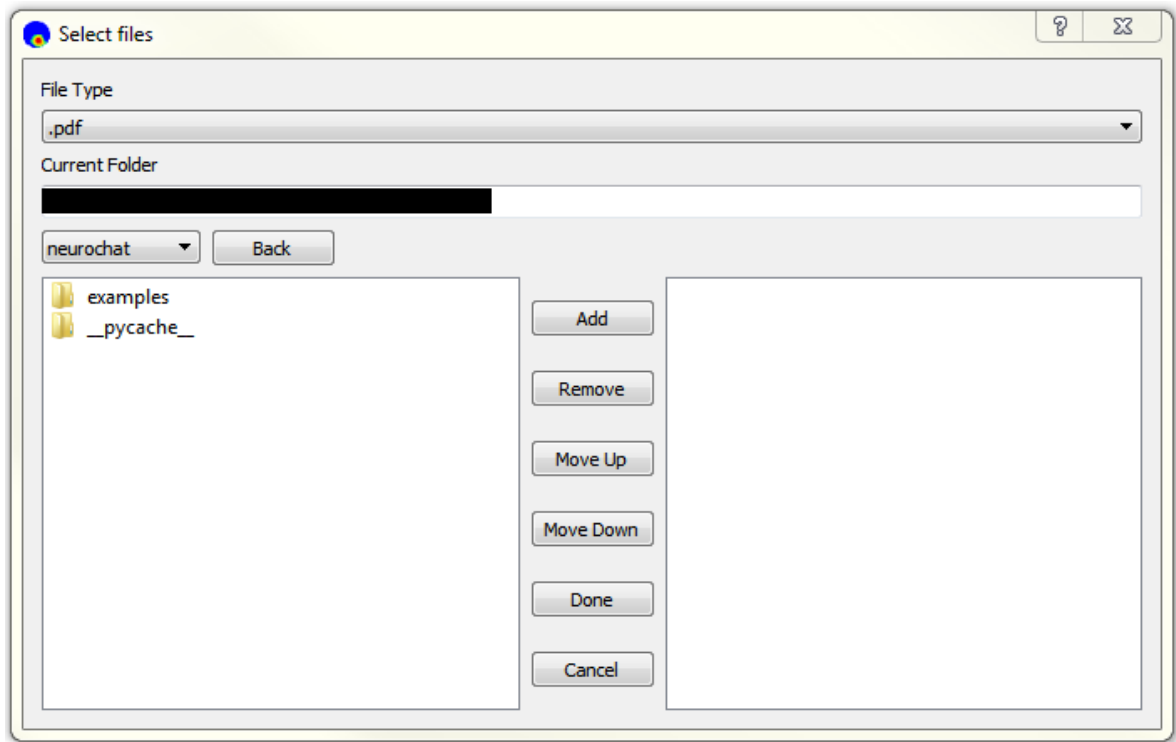 Select files
File Type
.pdf
Current Folder
neurochat Back
examples
__pycache__
Add
Remove
Move Up
Move Down
Done
Cancel